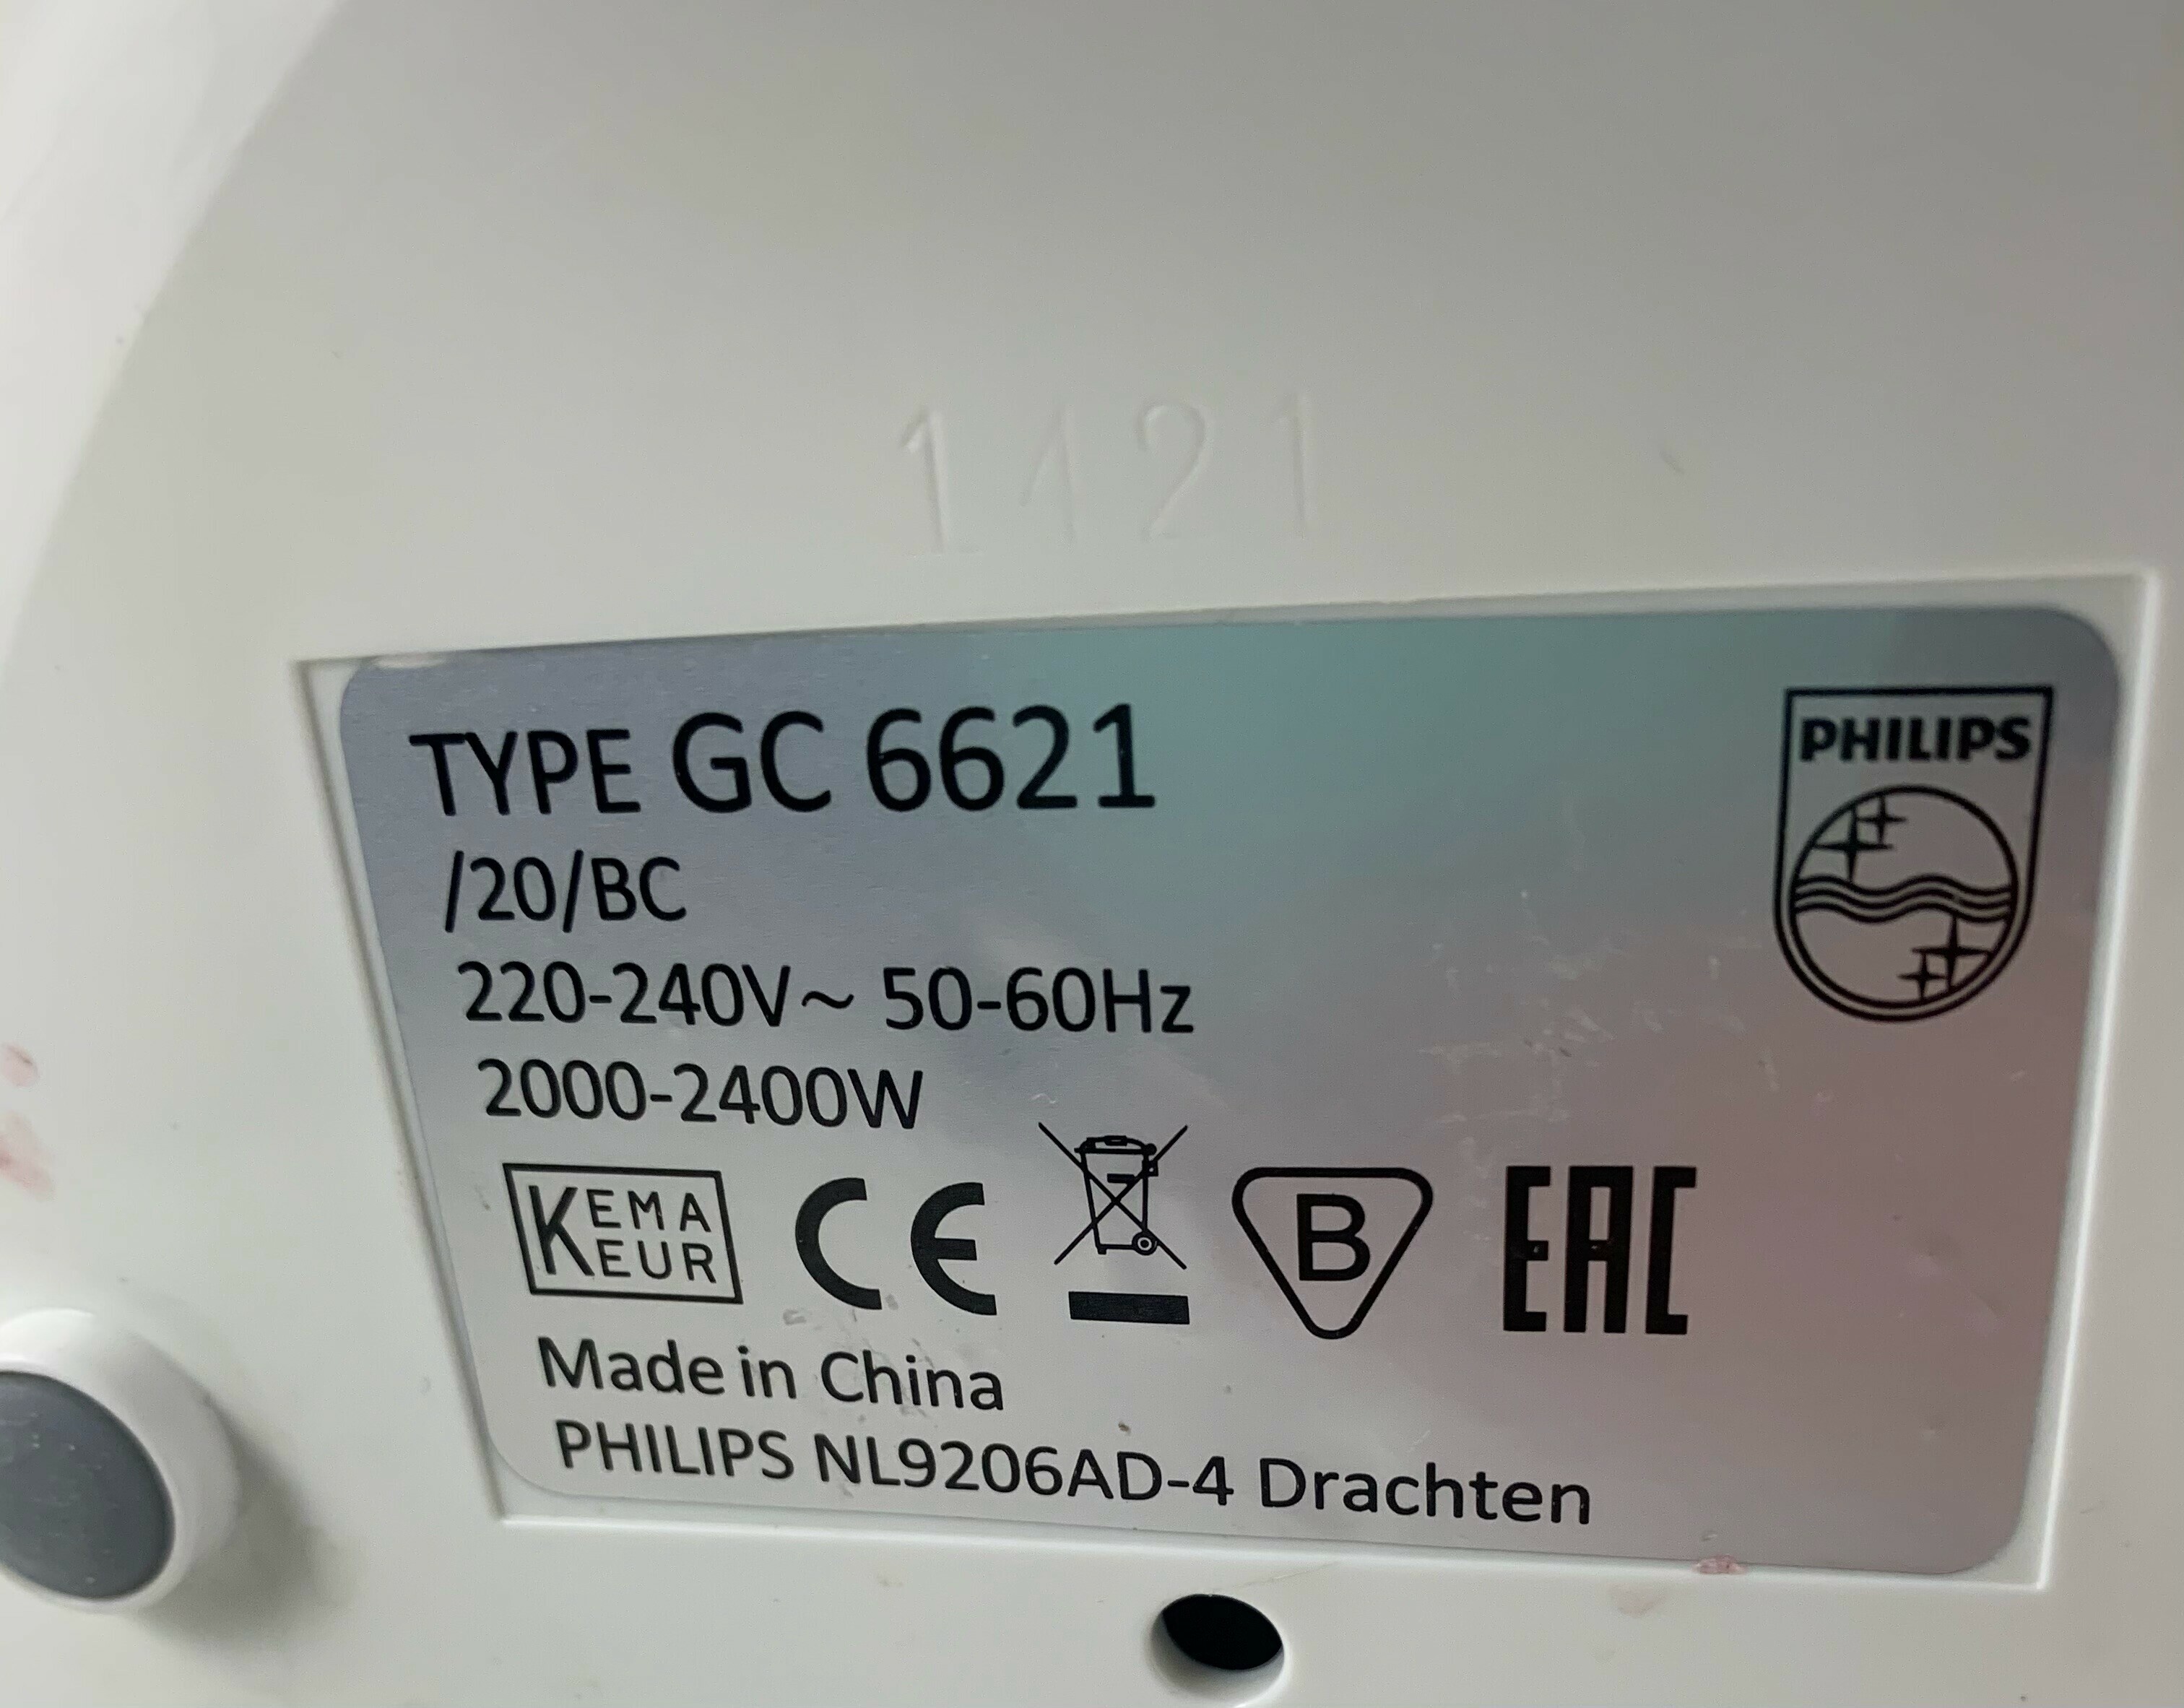 1121
TYPE GC 6621
PHILIPS
/20/BC
220-240V~ 50-60Hz
2000-2400W
KEMA
KEUR
CE
B
EAC
Made in China
PHILIPS NL9206AD-4 Drachten